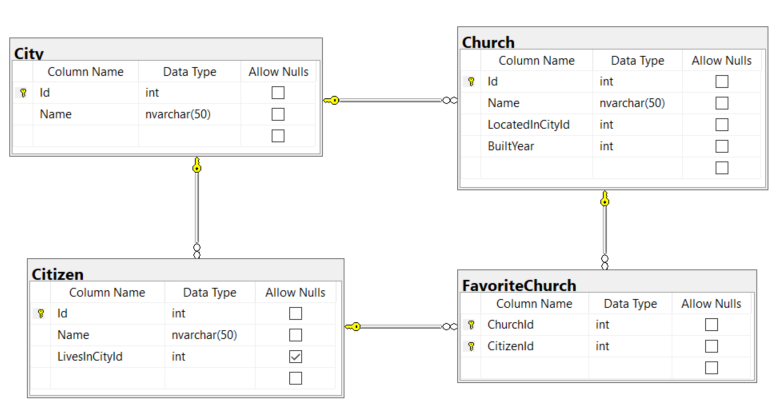 City
Column Name Data Type Allow Nulls
Id int
Name nvarchar(50)
Church
Column Name Data Type Allow Nulls
Id int
Name nvarchar(50)
LocatedInCityId int
BuiltYear int
Citizen
Column Name Data Type Allow Nulls
Id int
Name nvarchar(50)
LivesInCityId int
FavoriteChurch
Column Name Data Type Allow Nulls
ChurchId int
CitizenId int